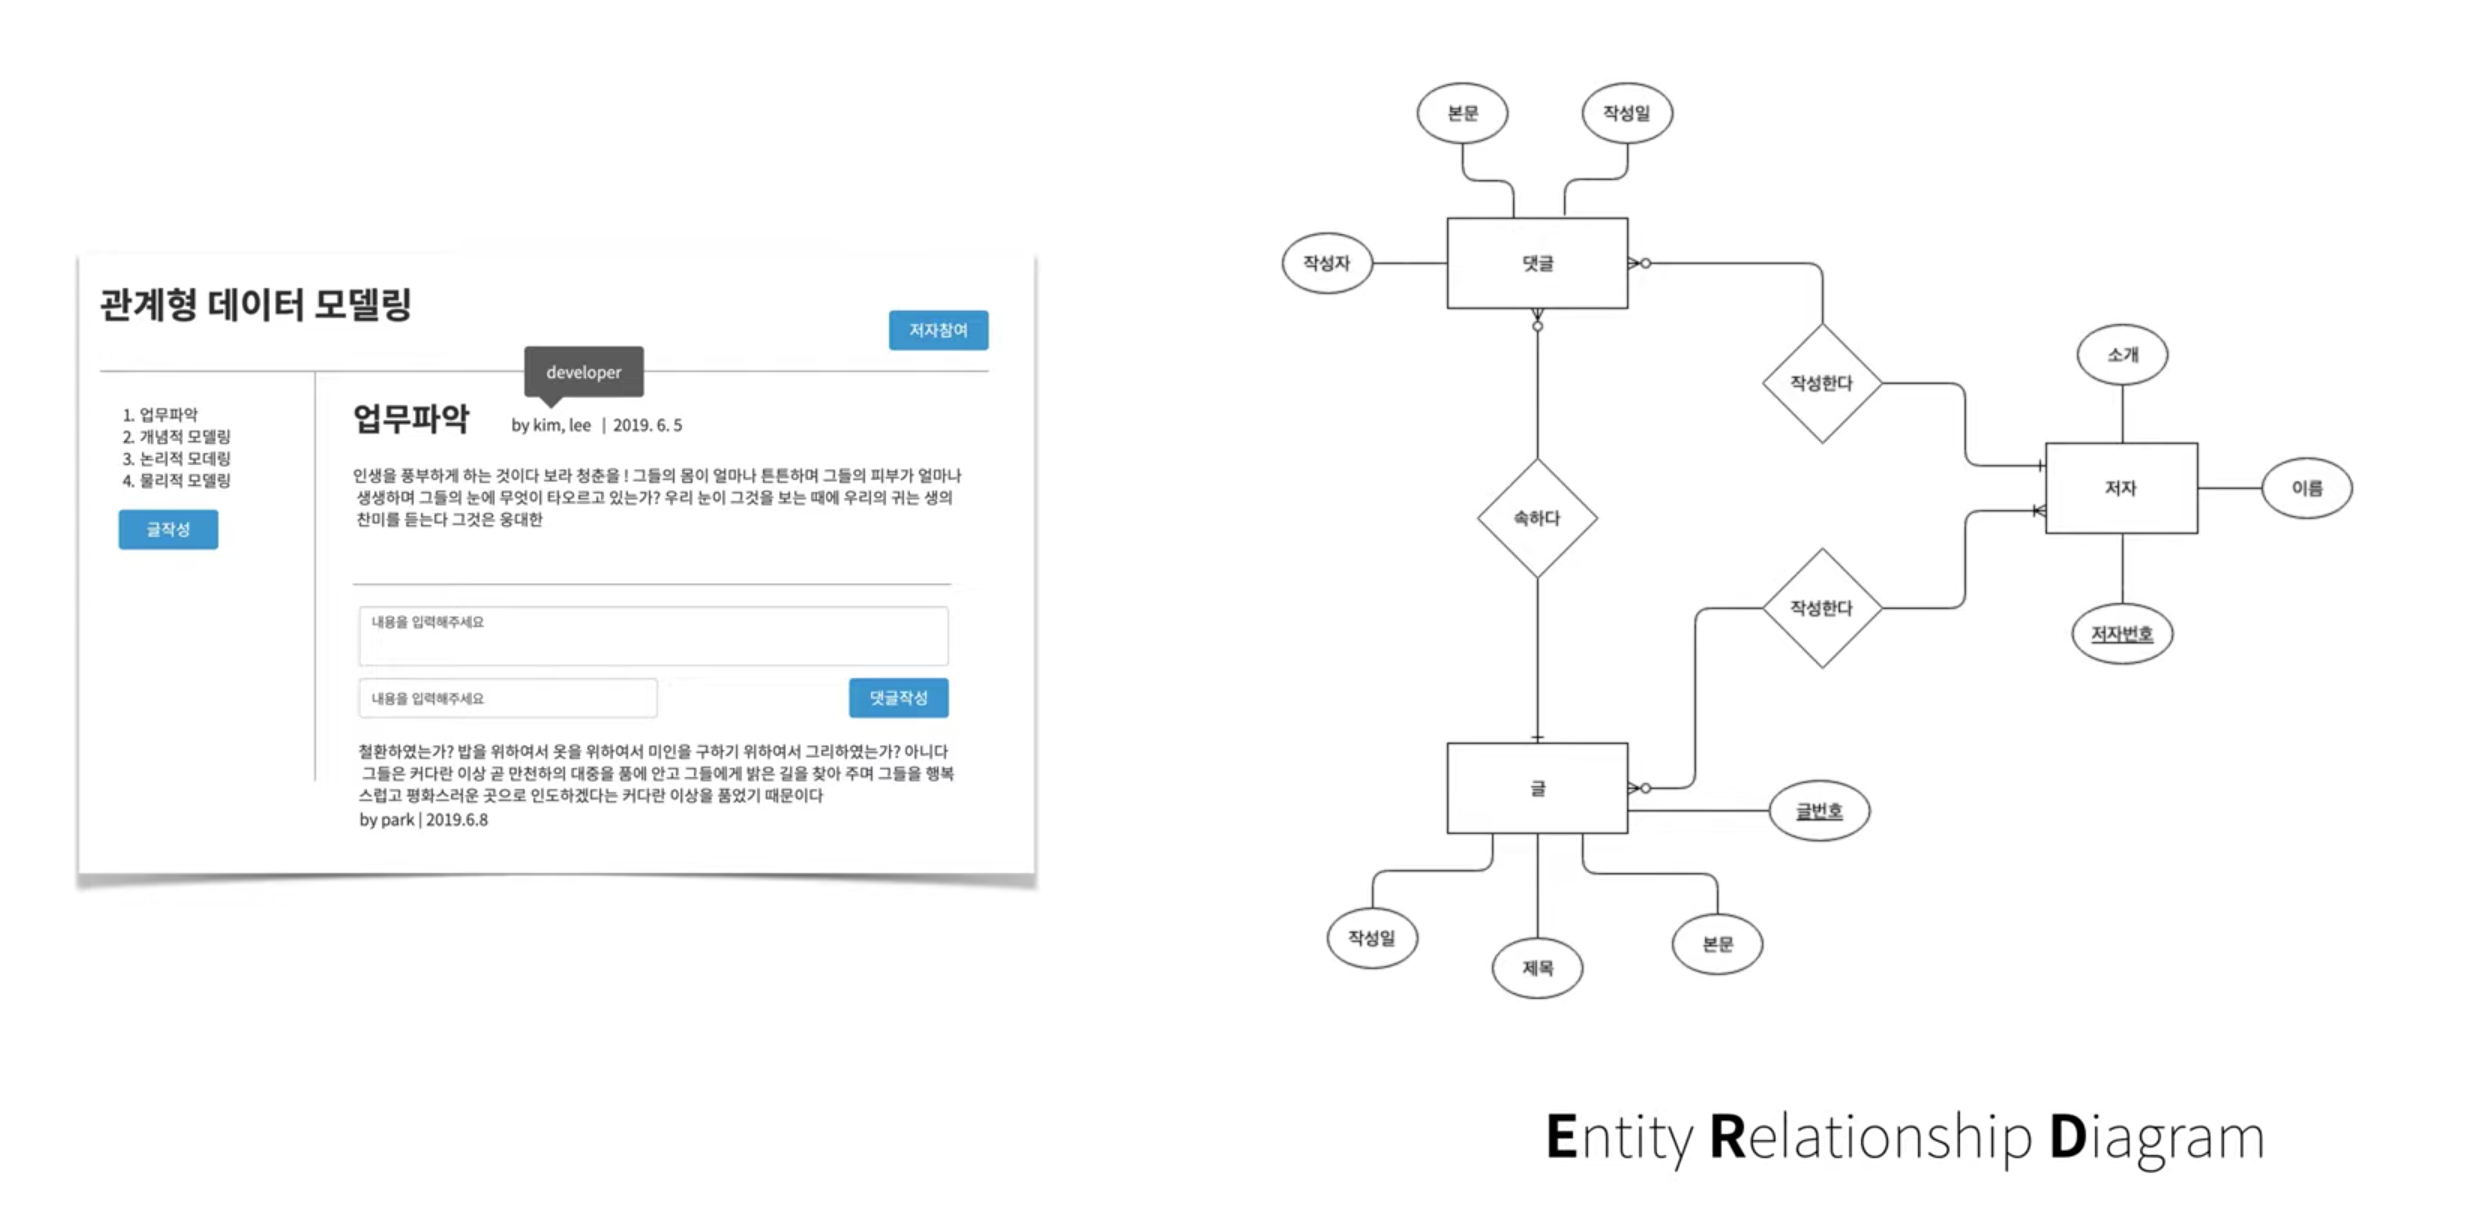 관계형 데이터 모델링
저자참여
developer
1. 업무파악
2. 개념적 모델링
3. 논리적 모데링
4. 물리적 모델링
글작성
업무파악 by kim, lee | 2019. 6. 5
인생을 풍부하게 하는 것이다 보라 청춘을 ! 그들의 몸이 얼마나 튼튼하며 그들의 피부가 얼마나
생생하며 그들의 눈에 무엇이 타오르고 있는가? 우리 눈이 그것을 보는 때에 우리의 귀는 생의
찬미를 듣는다 그것은 웅대한
내용을 입력해주세요
내용을 입력해주세요
댓글작성
철환하였는가? 밥을 위하여서 옷을 위하여서 미인을 구하기 위하여서 그리하였는가? 아니다
그들은 커다란 이상 곧 만천하의 대중을 품에 안고 그들에게 밝은 길을 찾아 주며 그들을 행복
스럽고 평화스러운 곳으로 인도하겠다는 커다란 이상을 품었기 때문이다
by park | 2019.6.8
본문
작성일
작성자
댓글
작성한다
소개
저자
이름
속하다
작성한다
저자번호
글
글번호
작성일
제목
본문
Entity Relationship Diagram